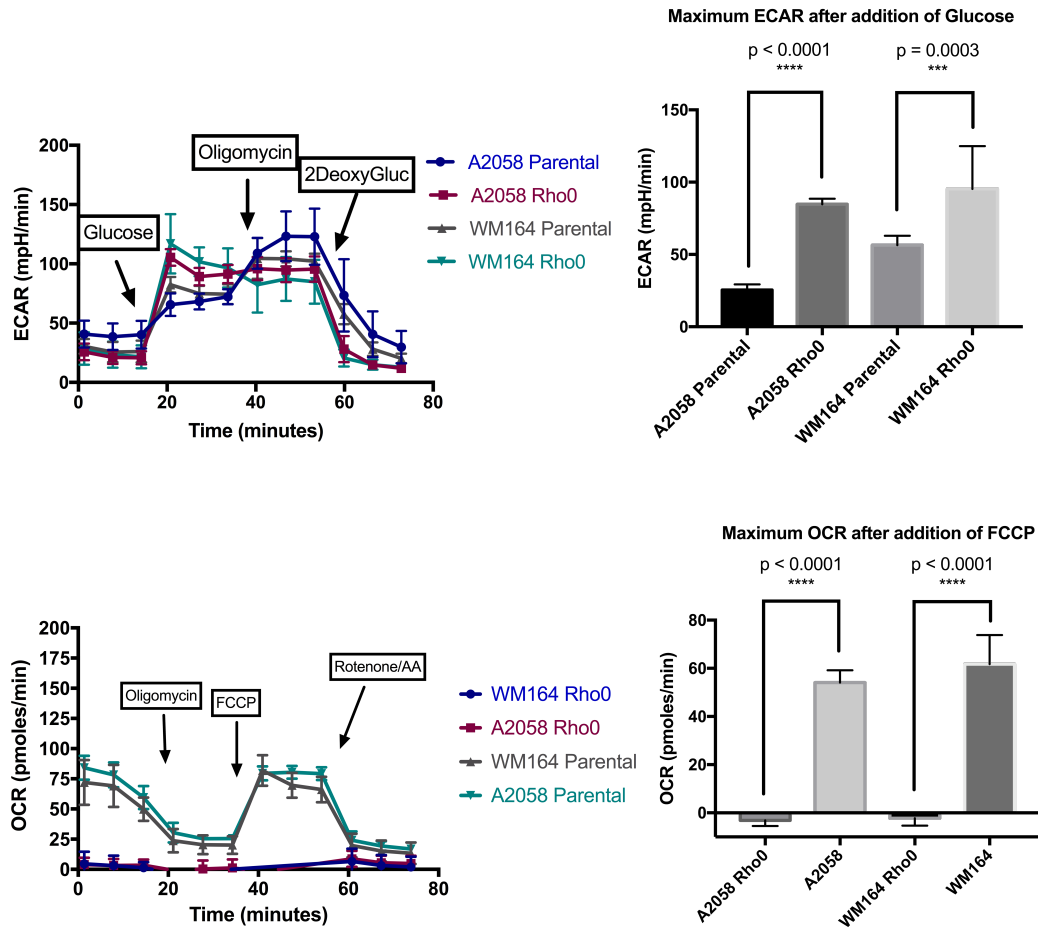 Maximum ECAR after addition of Glucose
p < 0.0001
****
p = 0.0003
***
150
100
50
0
ECAR (mpH/min)
A2058 Parental
A2058 Rho0
WM164 Parental
WM164 Rho0
200
150
100
50
0
ECAR (mpH/min)
Glucose
Oligomycin
2DeoxyGluc
0
20
40
60
80
Time (minutes)
A2058 Parental
A2058 Rho0
WM164 Parental
WM164 Rho0
Maximum OCR after addition of FCCP
p < 0.0001
****
p < 0.0001
****
80
60
40
20
0
OCR (pmoles/min)
A2058 Rho0
A2058
WM164 Rho0
WM164
200
175
150
125
100
75
50
25
0
OCR (pmoles/min)
Oligomycin
FCCP
Rotenone/AA
0
20
40
60
80
Time (minutes)
WM164 Rho0
A2058 Rho0
WM164 Parental
A2058 Parental